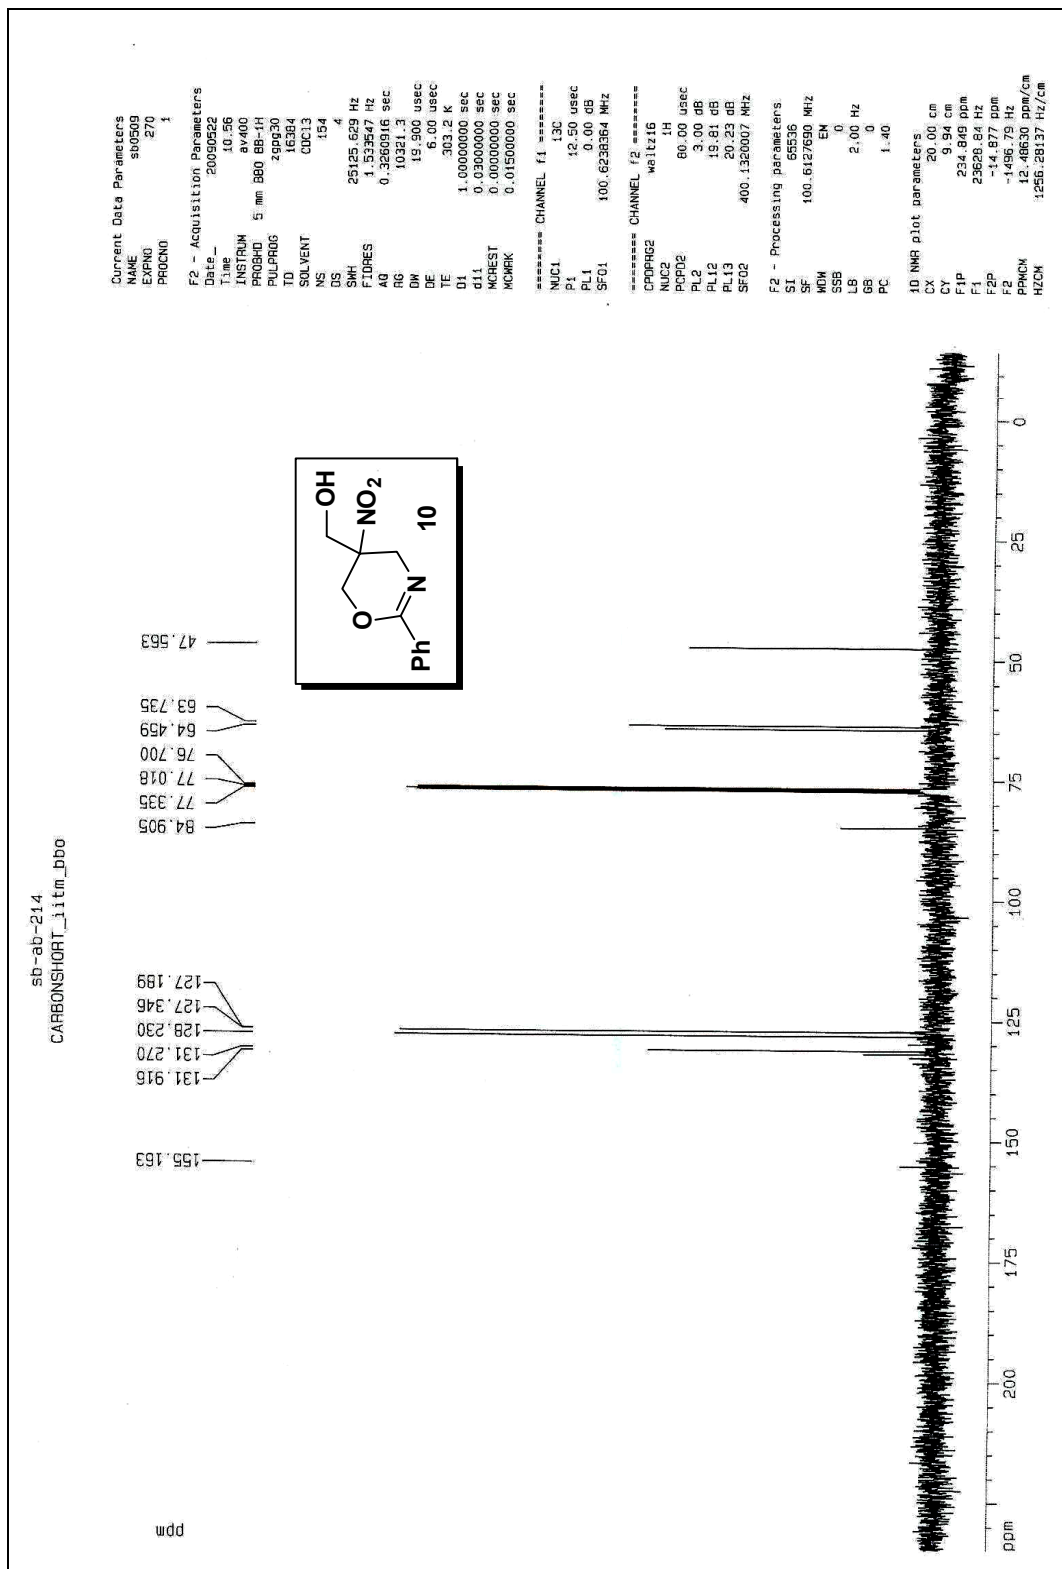 sb-ab-214
CARBONSHORT_iitm_bbo
ppm
155.163
131.915
131.270
128.230
127.346
127.189
84.905
77.335
77.018
76.700
64.459
63.735
47.553
Ph
O
N
NO2
OH
10
ppm
200
175
150
125
100
75
50
25
0
Current Data Parameters
NAME sb0509
EXPNO 270
PROCNO 1
F2 - Acquisition Parameters
Date_ 20090522
Time 10.56
INSTRUM av400
PROBHD 5 mm BBO BB-1H
PULPROG zgpg30
TD 16384
SOLVENT CDCl3
NS 154
DS 4
SWH 25125.629 Hz
FIDRES 1.533547 Hz
AQ 0.3260916 sec
RG 10321.3
DW 19.900 usec
DE 6.00 usec
TE 303.2 K
D1 1.00000000 sec
d11 0.03000000 sec
MCREST 0.00000000 sec
MCWRK 0.01500000 sec
======== CHANNEL f1 ========
NUC1 13C
P1 12.50 usec
PL1 0.00 dB
SFO1 100.6238364 MHz
======== CHANNEL f2 ========
CPDPRG2 waltz16
NUC2 1H
PCPD2 80.00 usec
PL2 3.00 dB
PL12 19.81 dB
PL13 20.23 dB
SFO2 400.1320007 MHz
F2 - Processing parameters
SI 65536
SF 100.6127690 MHz
WDW EM
SSB 0
LB 2.00 Hz
GB 0
PC 1.40
1D NMR plot parameters
CX 20.00 cm
CY 9.94 cm
F1P 234.849 ppm
F1 23628.84 Hz
F2P -14.877 ppm
F2 -1496.79 Hz
PPMCM 12.48630 ppm/cm
HZCM 1256.28137 Hz/cm